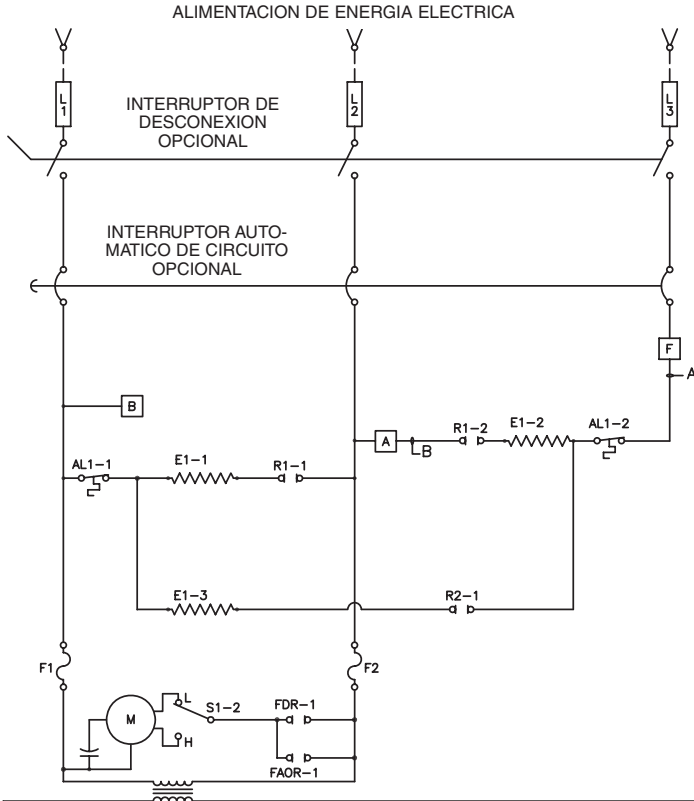 ALIMENTACION DE ENERGIA ELECTRICA
L1
L2
L3
INTERRUPTOR DE
DESCONEXION
OPCIONAL
INTERRUPTOR AUTO-
MATICO DE CIRCUITO
OPCIONAL
F
A
B
A
B
R1-2
E1-2
AL1-2
AL1-1
E1-1
R1-1
E1-3
R2-1
F1
F2
M
L
H
S1-2
FDR-1
FAOR-1